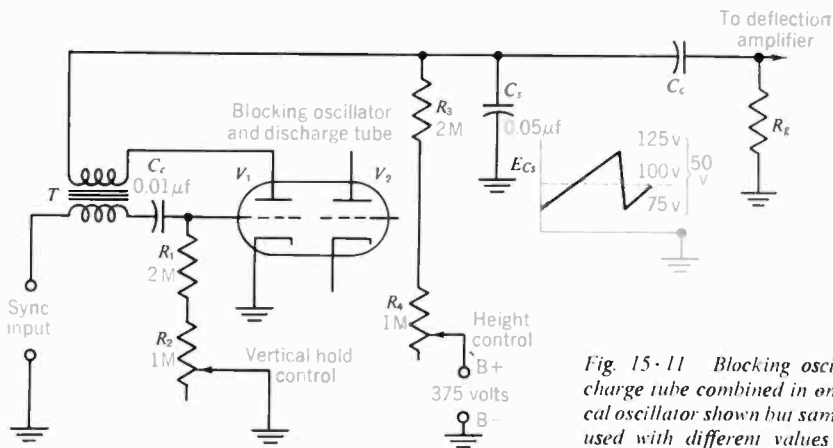 To deflection
amplifier
Cc
R3
2M
Cs
0.05μf
Rg
Blocking oscillator
and discharge tube
ECs
125v
100v
75v
50
v
T
Cc
0.01μf
V1
V2
R1
2M
R2
1M
Sync
input
Vertical hold
control
R4
1M
Height
control
B+
375 volts
B-
Fig. 15·11 Blocking osci
charge tube combined in on
cal oscillator shown but sam
used with different values